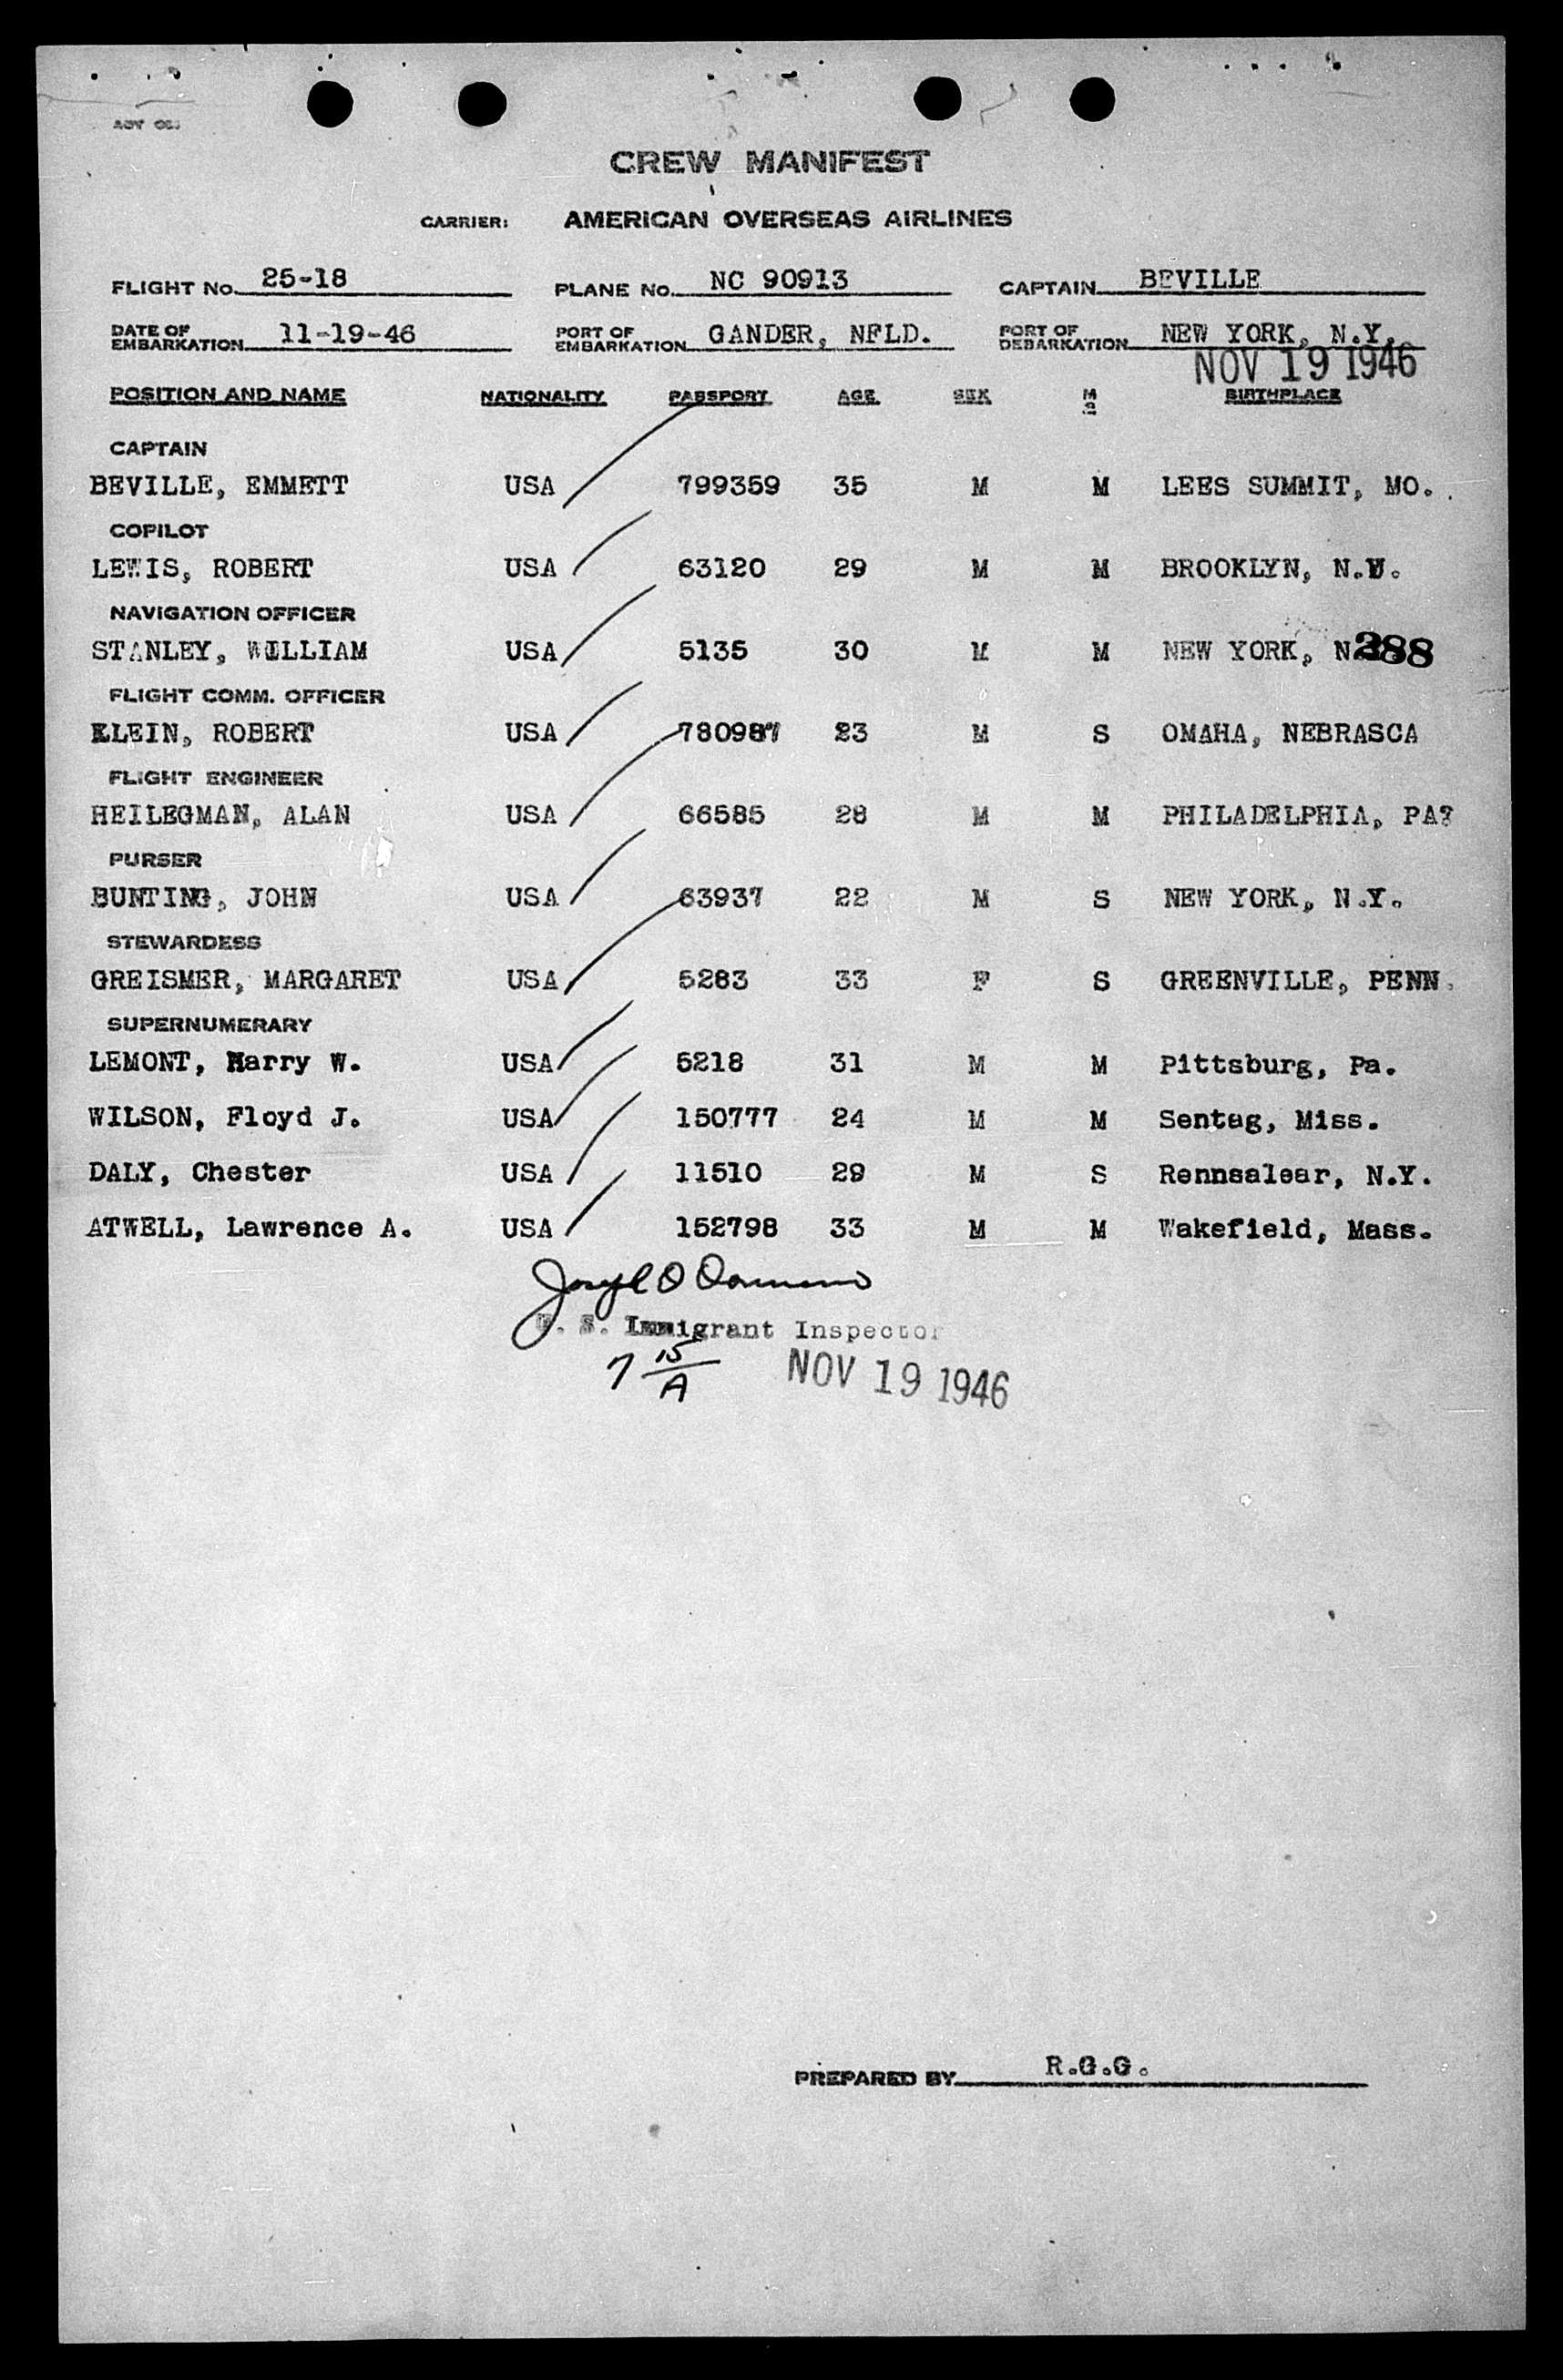 CREW MANIFEST
CARRIER: AMERICAN OVERSEAS AIRLINES
FLIGHT No. 25-18 PLANE No. NC 90913 CAPTAIN BEVILLE
DATE OF EMBARKATION 11-19-46 PORT OF EMBARKATION GANDER, NFLD. PORT OF DEBARKATION NEW YORK, N.Y.
NOV 19 1946
POSITION AND NAME NATIONALITY PASSPORT AGE SEX M S BIRTHPLACE
CAPTAIN
BEVILLE, EMMETT USA 799359 35 M M LEES SUMMIT, MO.
COPILOT
LEWIS, ROBERT USA 63120 29 M M BROOKLYN, N.Y.
NAVIGATION OFFICER
STANLEY, WILLIAM USA 5135 30 M M NEW YORK, N 288
FLIGHT COMM. OFFICER
KLEIN, ROBERT USA 780987 23 M S OMAHA, NEBRASCA
FLIGHT ENGINEER
HEILEGMAN, ALAN USA 66585 28 M M PHILADELPHIA, PA?
PURSER
BUNTING, JOHN USA 63937 22 M S NEW YORK, N.Y.
STEWARDESS
GREISMER, MARGARET USA 5283 33 F S GREENVILLE, PENN.
SUPERNUMERARY
LEMONT, Harry W. USA 5218 31 M M Pittsburg, Pa.
WILSON, Floyd J. USA 150777 24 M M Sentag, Miss.
DALY, Chester USA 11510 29 M S Rennsalear, N.Y.
ATWELL, Lawrence A. USA 152798 33 M M Wakefield, Mass.
U. S. Immigrant Inspector
7 15/A NOV 19 1946
PREPARED BY R.G.G.